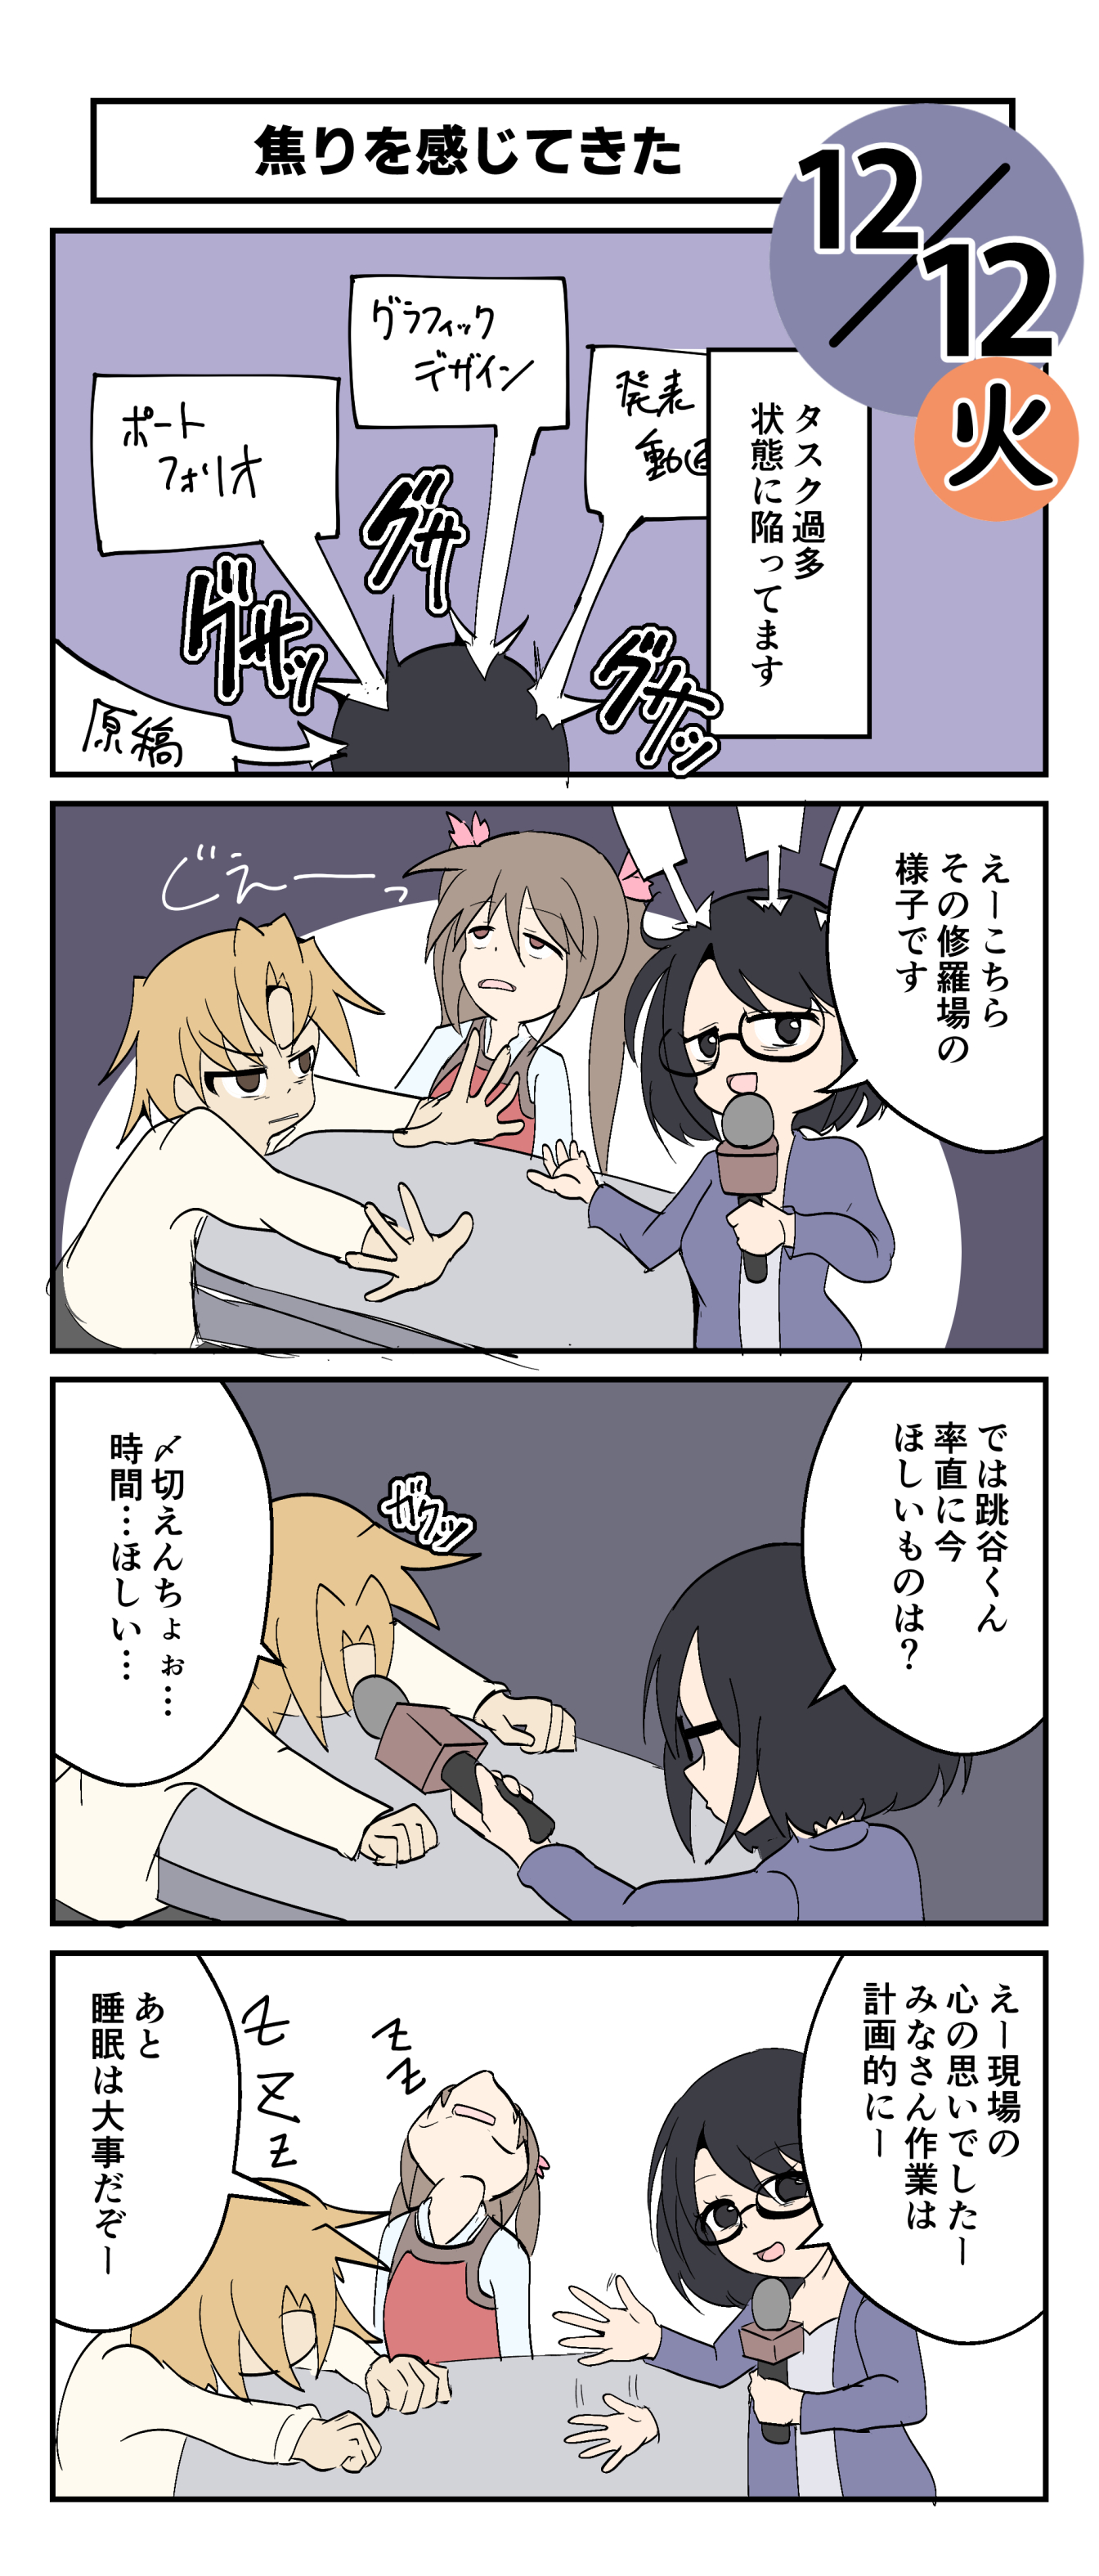 焦りを感じてきた
12/12
火
タスク過多
状態に陥ってます
発表
動画
グラフィック
デザイン
ポート
フォリオ
原稿
グサッ
グサ
グサッ
えーこちら
その修羅場の
様子です
じえーーっ
では跳谷くん
率直に今
ほしいものは?
ガクッ
〆切えんちょぉ…
時間…ほしい…
えー現場の
心の思いでしたー
みなさん作業は
計画的にー
z
z
z
z
z
あと
睡眠は大事だぞー